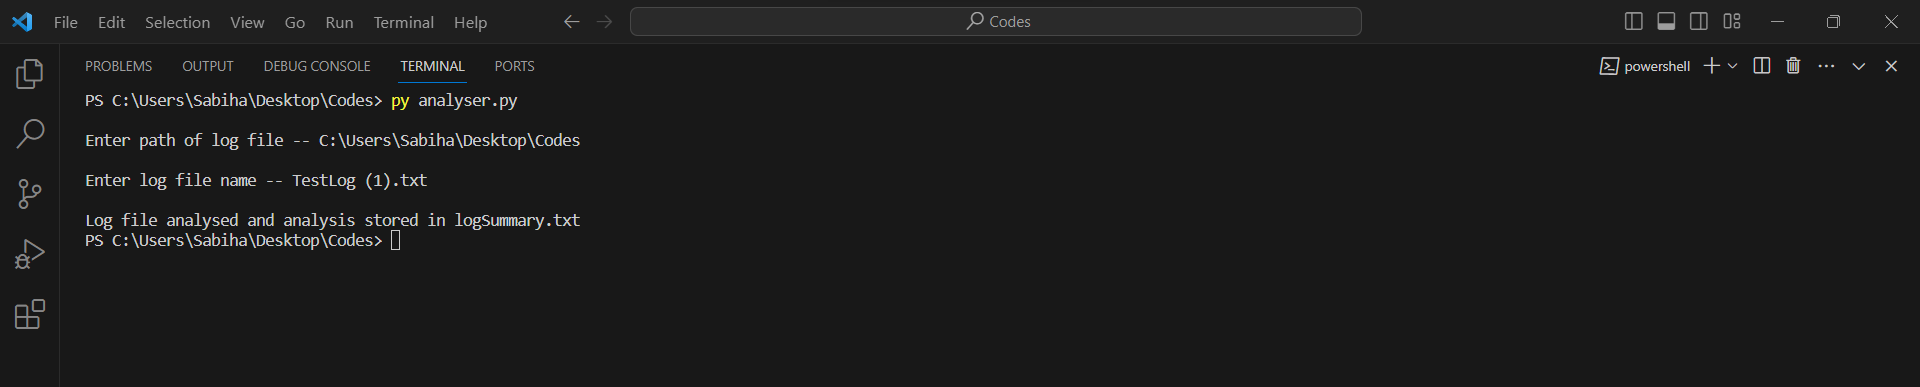 File Edit Selection View Go Run Terminal Help Codes
PROBLEMS OUTPUT DEBUG CONSOLE TERMINAL PORTS powershell
PS C:\Users\Sabiha\Desktop\Codes> py analyser.py
Enter path of log file -- C:\Users\Sabiha\Desktop\Codes
Enter log file name -- TestLog (1).txt
Log file analysed and analysis stored in logSummary.txt
PS C:\Users\Sabiha\Desktop\Codes>